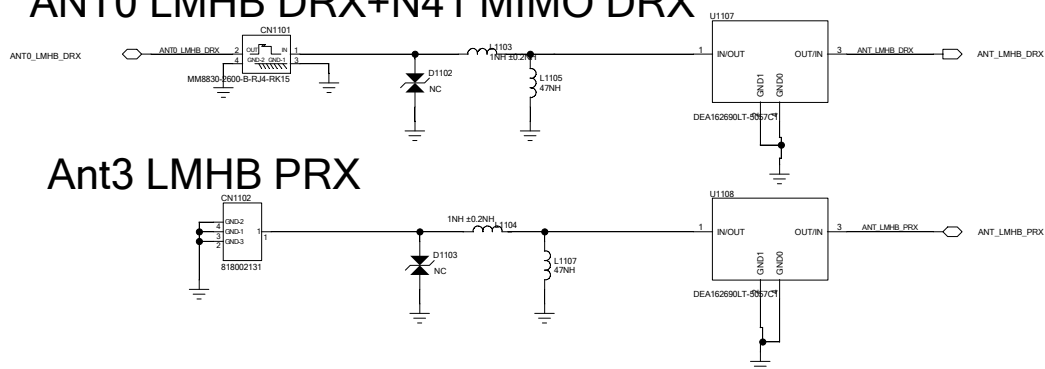 ANT0 LMHB DRX+N41 MIMO DRX
U1107
CN1101
ANT0_LMHB_DRX
ANT0_LMHB_DRX
2 OUT IN 1
4 GND-2 GND-1 3
MM8830-2600-B-RJ4-RK15
L1103
1NH ±0.2NH
D1102
NC
L1105
47NH
1 IN/OUT OUT/IN 3
ANT_LMHB_DRX
ANT_LMHB_DRX
GND1
GND0
DEA162690LT-5057C1
Ant3 LMHB PRX
CN1102
GND-2
4 GND-1 1 1
3 GND-3
2
818002131
1NH ±0.2NH
L1104
D1103
NC
L1107
47NH
U1108
1 IN/OUT OUT/IN 3
ANT_LMHB_PRX
ANT_LMHB_PRX
GND1
GND0
DEA162690LT-5057C1